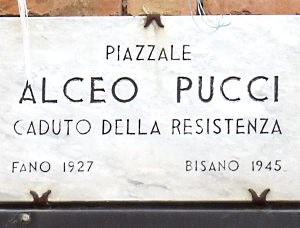 PIAZZALE
ALCEO PUCCI
CADUTO DELLA RESISTENZA
FANO 1927 BISANO 1945